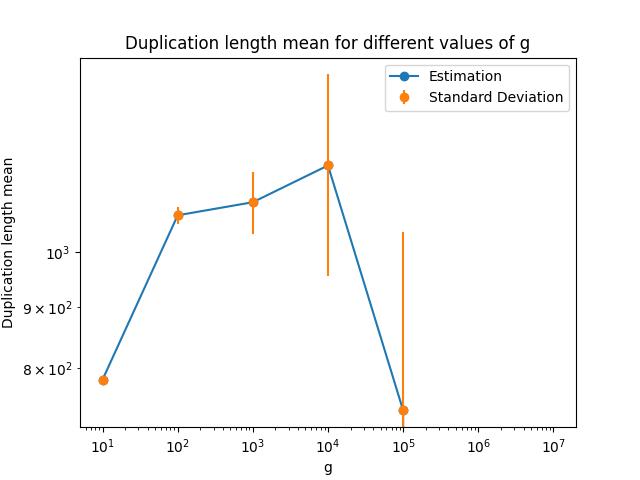 Duplication length mean for different values of g
Estimation
Standard Deviation
Duplication length mean
10³
9 × 10²
8 × 10²
10¹ 10² 10³ 10⁴ 10⁵ 10⁶ 10⁷
g